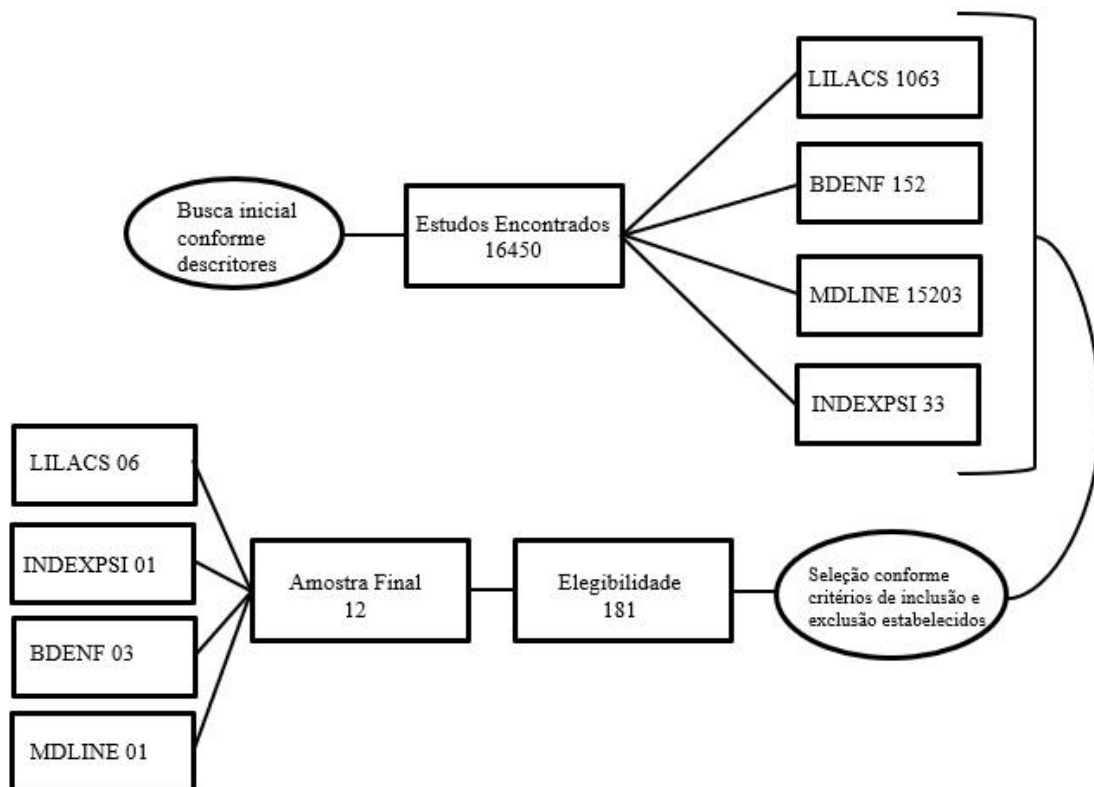 LILACS 1063
BDENF 152
Busca inicial
conforme
descritores
Estudos Encontrados
16450
MDLINE 15203
INDEXPSI 33
LILACS 06
INDEXPSI 01
Amostra Final
12
Elegibilidade
181
Seleção conforme
critérios de inclusão e
exclusão estabelecidos
BDENF 03
MDLINE 01